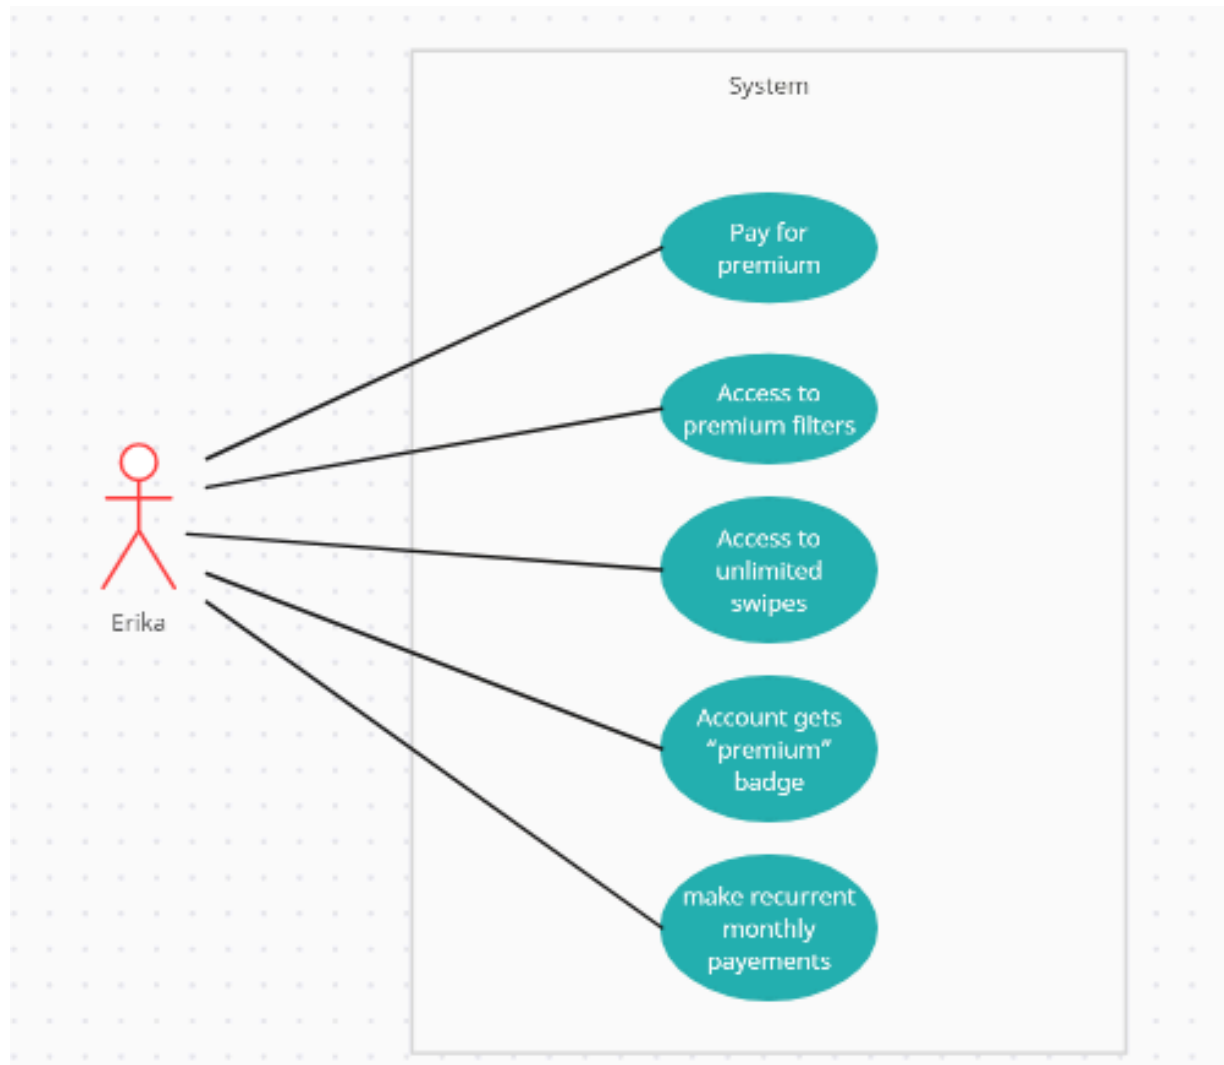 System
Pay for
premium
Access to
premium filters
Access to
unlimited
swipes
Erika
Account gets
“premium”
badge
make recurrent
monthly
payements